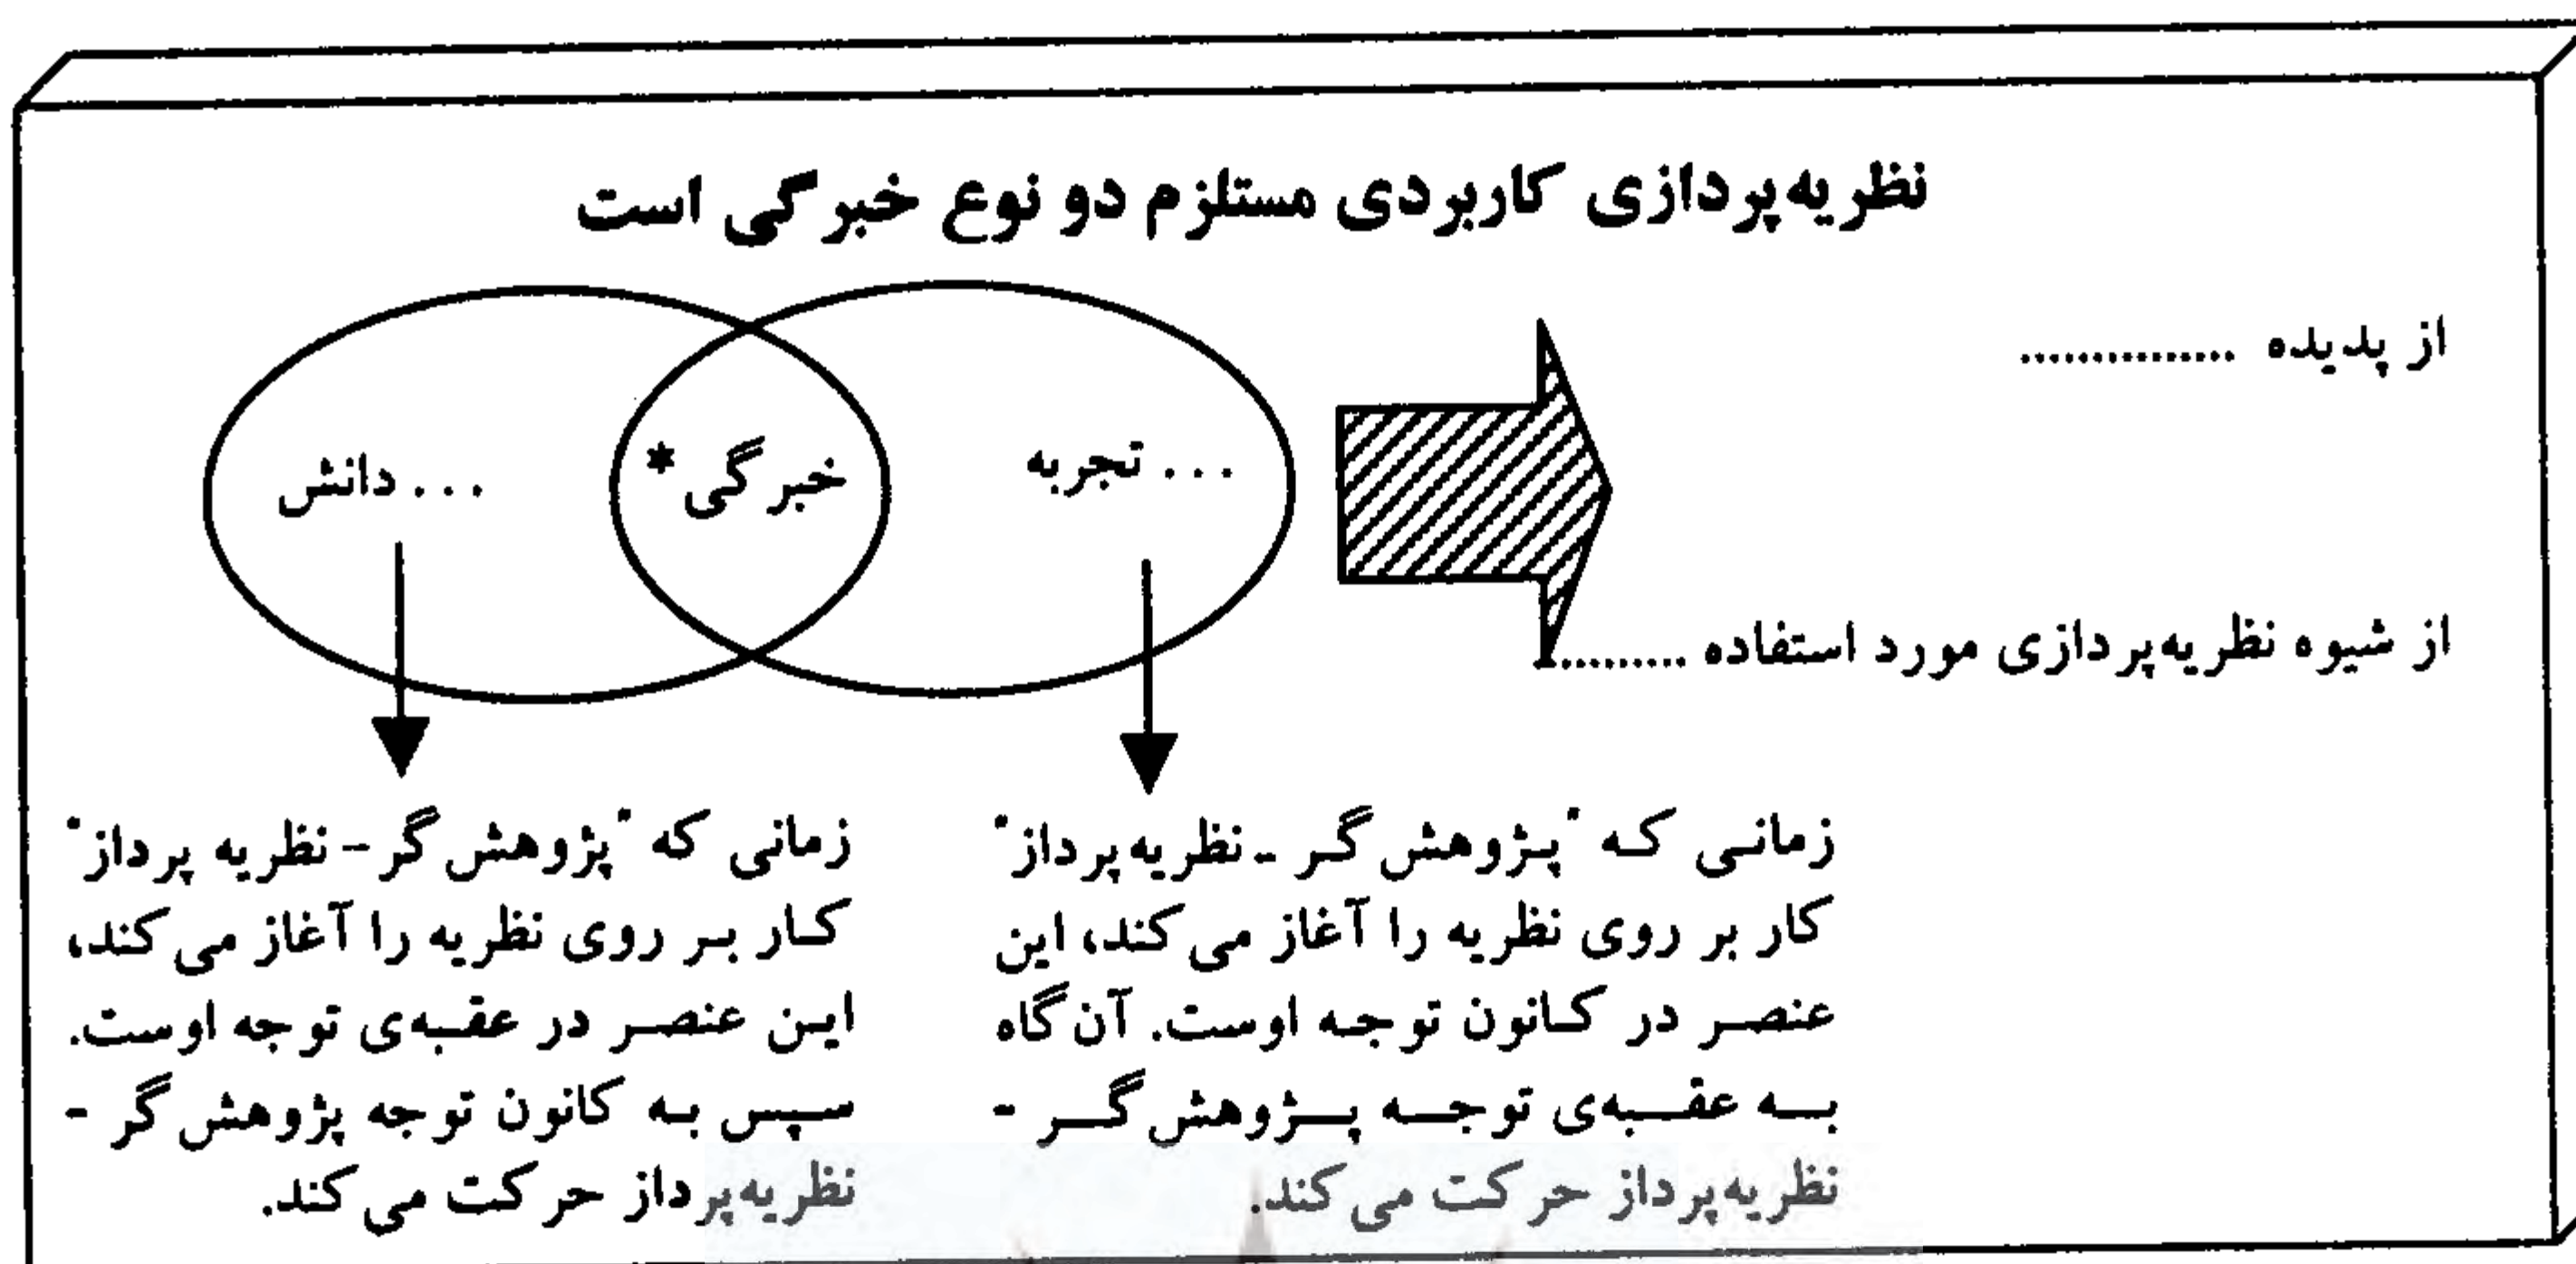 نظریه‌پردازی کاربردی مستلزم دو نوع خبرگی است
از پدیده ...............
... تجربه
خبرگی*
... دانش
از شیوه نظریه‌پردازی مورد استفاده ..........
زمانی که "پژوهش‌گر - نظریه‌پرداز"
کار بر روی نظریه را آغاز می‌کند، این
عنصر در کانون توجه اوست. آن‌گاه
به عقبه‌ی توجه پژوهش‌گر -
نظریه‌پرداز حرکت می‌کند.
زمانی که "پژوهش‌گر - نظریه پرداز"
کار بر روی نظریه را آغاز می‌کند،
این عنصر در عقبه‌ی توجه اوست.
سپس به کانون توجه پژوهش‌گر -
نظریه‌پرداز حرکت می‌کند.